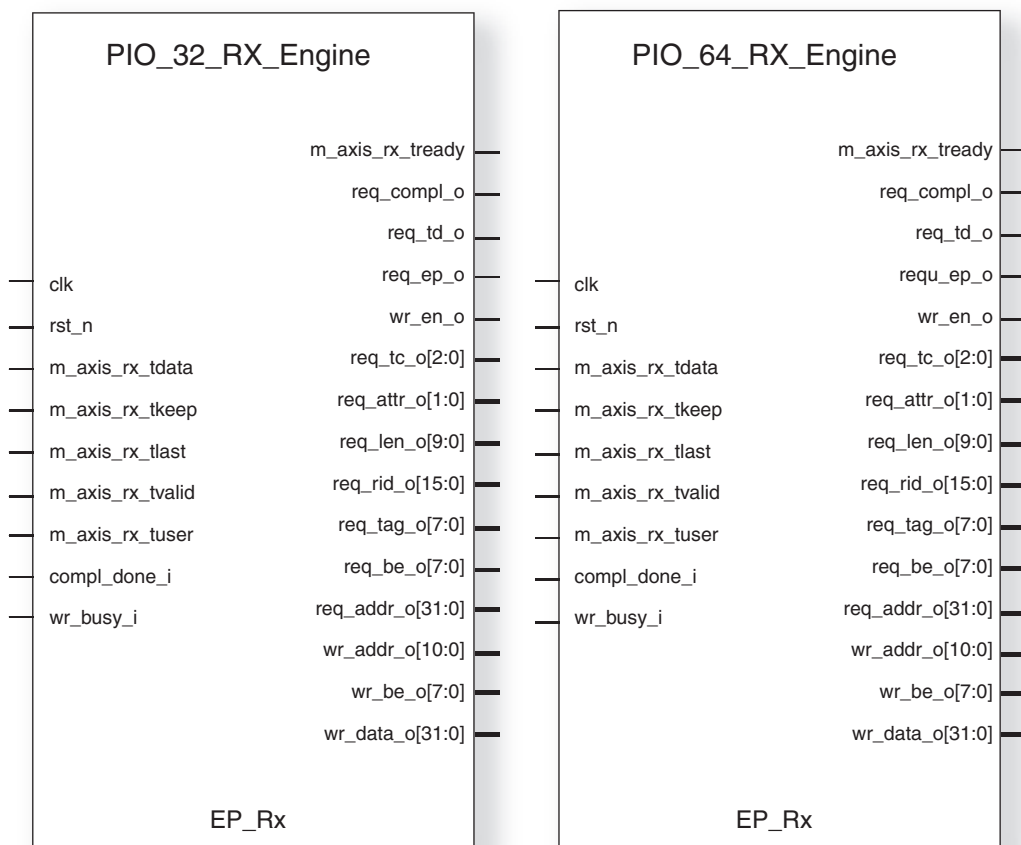 PIO_32_RX_Engine
m_axis_rx_tready
req_compl_o
req_td_o
req_ep_o
wr_en_o
req_tc_o[2:0]
req_attr_o[1:0]
req_len_o[9:0]
req_rid_o[15:0]
req_tag_o[7:0]
req_be_o[7:0]
req_addr_o[31:0]
wr_addr_o[10:0]
wr_be_o[7:0]
wr_data_o[31:0]
clk
rst_n
m_axis_rx_tdata
m_axis_rx_tkeep
m_axis_rx_tlast
m_axis_rx_tvalid
m_axis_rx_tuser
compl_done_i
wr_busy_i
EP_Rx
PIO_64_RX_Engine
m_axis_rx_tready
req_compl_o
req_td_o
requ_ep_o
wr_en_o
req_tc_o[2:0]
req_attr_o[1:0]
req_len_o[9:0]
req_rid_o[15:0]
req_tag_o[7:0]
req_be_o[7:0]
req_addr_o[31:0]
wr_addr_o[10:0]
wr_be_o[7:0]
wr_data_o[31:0]
clk
rst_n
m_axis_rx_tdata
m_axis_rx_tkeep
m_axis_rx_tlast
m_axis_rx_tvalid
m_axis_rx_tuser
compl_done_i
wr_busy_i
EP_Rx